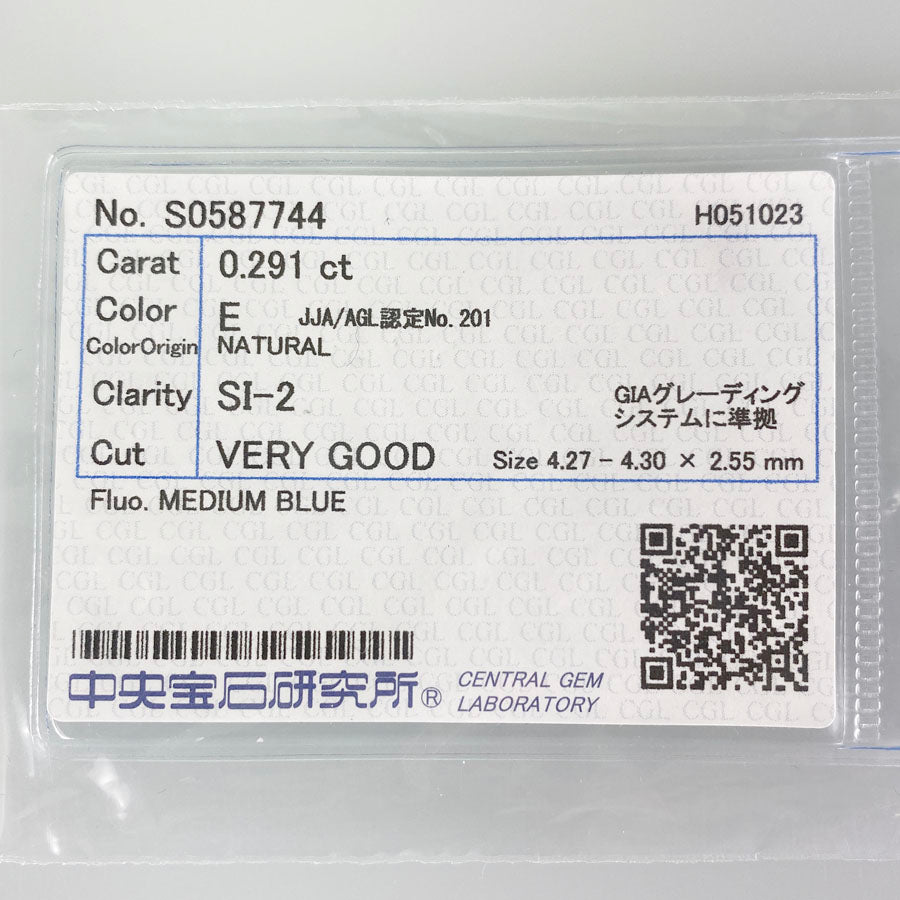 No. S0587744 H051023
Carat 0.291 ct
Color E JJA/AGL認定No.201
ColorOrigin NATURAL
Clarity SI-2 GIAグレーディング
システムに準拠
Cut VERY GOOD Size 4.27 - 4.30 × 2.55 mm
Fluo. MEDIUM BLUE
中央宝石研究所® CENTRAL GEM
LABORATORY